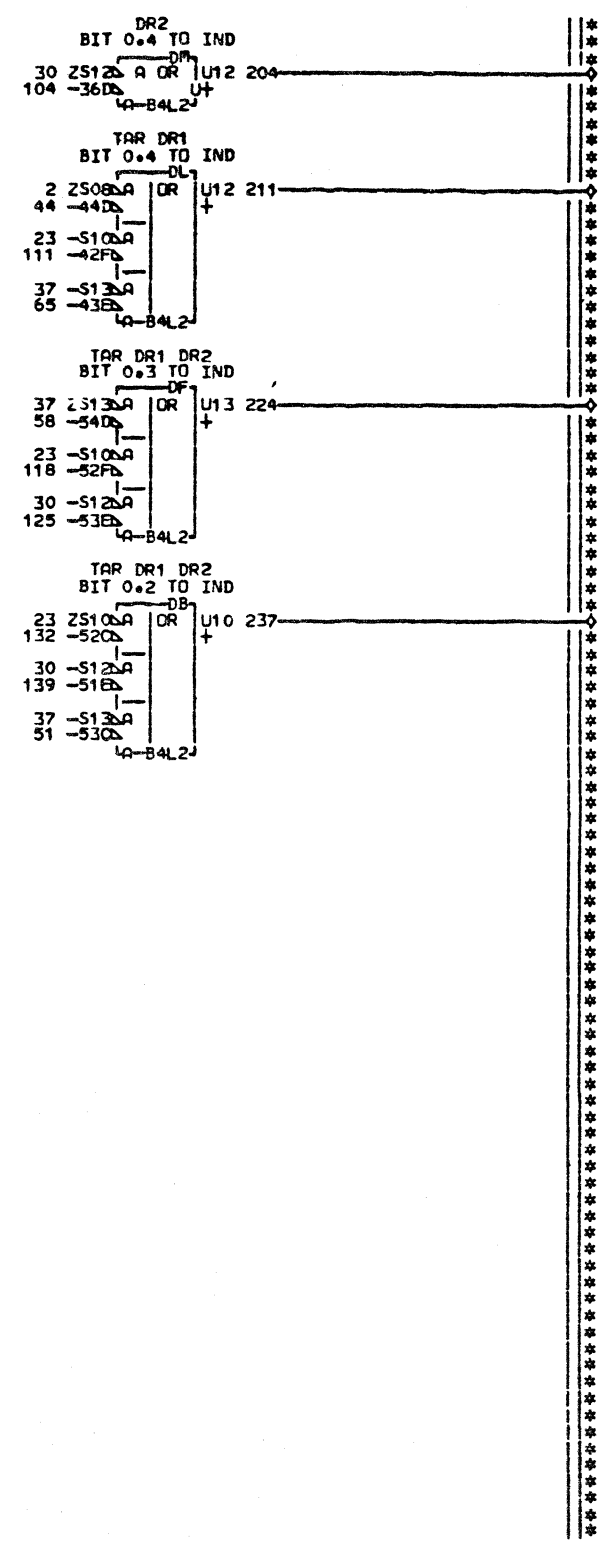 DR2
BIT 0.4 TO IND
DM
30 ZS12 A OR U12 204
104 -36D U+
A-B4L2
TAR DR1
BIT 0.4 TO IND
DL
2 ZS08 A OR U12 211
44 -44D +
23 -S10 A
111 -42F
37 -S13 A
65 -43E
A-B4L2
TAR DR1 DR2
BIT 0.3 TO IND
DF
37 ZS13 A OR U13 224
58 -54D +
23 -S10 A
118 -52F
30 -S12 A
125 -53E
A-B4L2
TAR DR1 DR2
BIT 0.2 TO IND
DB
23 ZS10 A OR U10 237
132 -52C +
30 -S12 A
139 -51E
37 -S13 A
51 -53C
A-B4L2